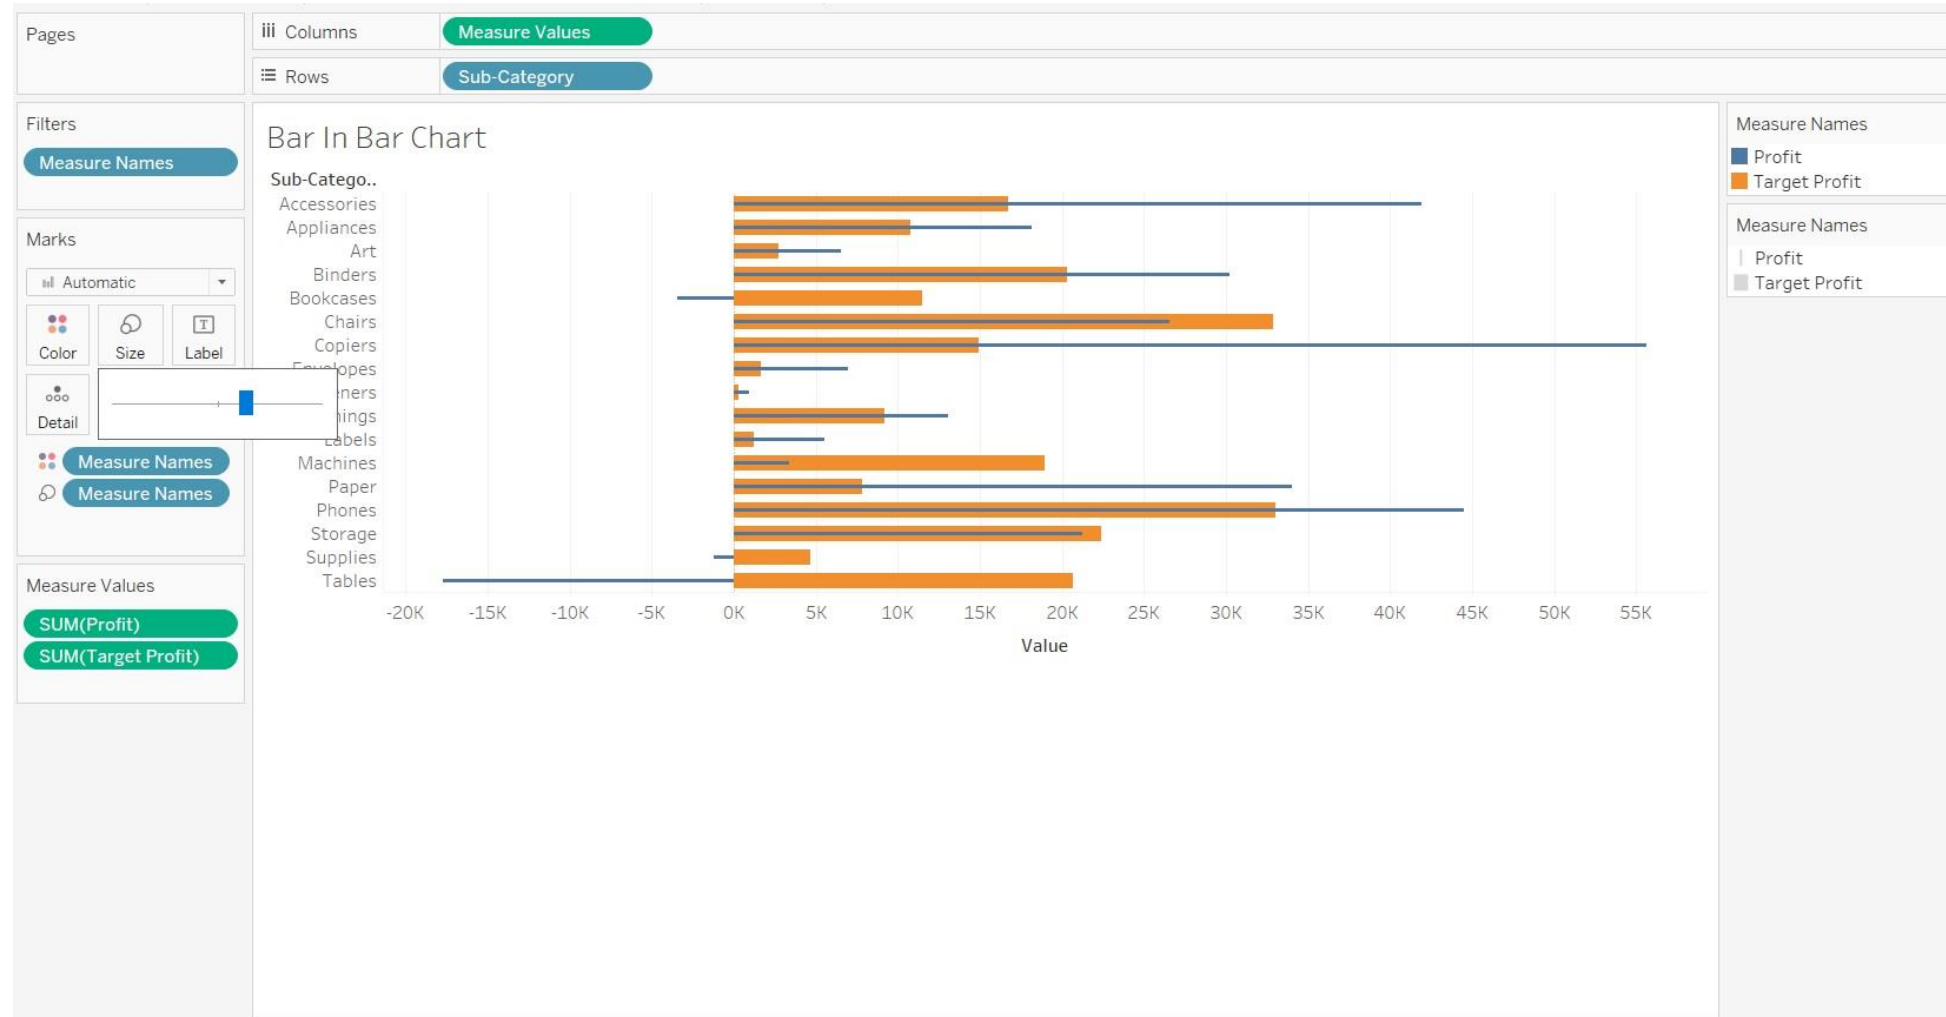 Pages
Columns
Measure Values
Rows
Sub-Category
Filters
Measure Names
Marks
Automatic
Color
Size
T
Label
Detail
Measure Names
Measure Names
Measure Values
SUM(Profit)
SUM(Target Profit)
Bar In Bar Chart
Sub-Catego..
Accessories
Appliances
Art
Binders
Bookcases
Chairs
Copiers
Labels
Machines
Paper
Phones
Storage
Supplies
Tables
-20K -15K -10K -5K 0K 5K 10K 15K 20K 25K 30K 35K 40K 45K 50K 55K
Value
Measure Names
Profit
Target Profit
Measure Names
Profit
Target Profit